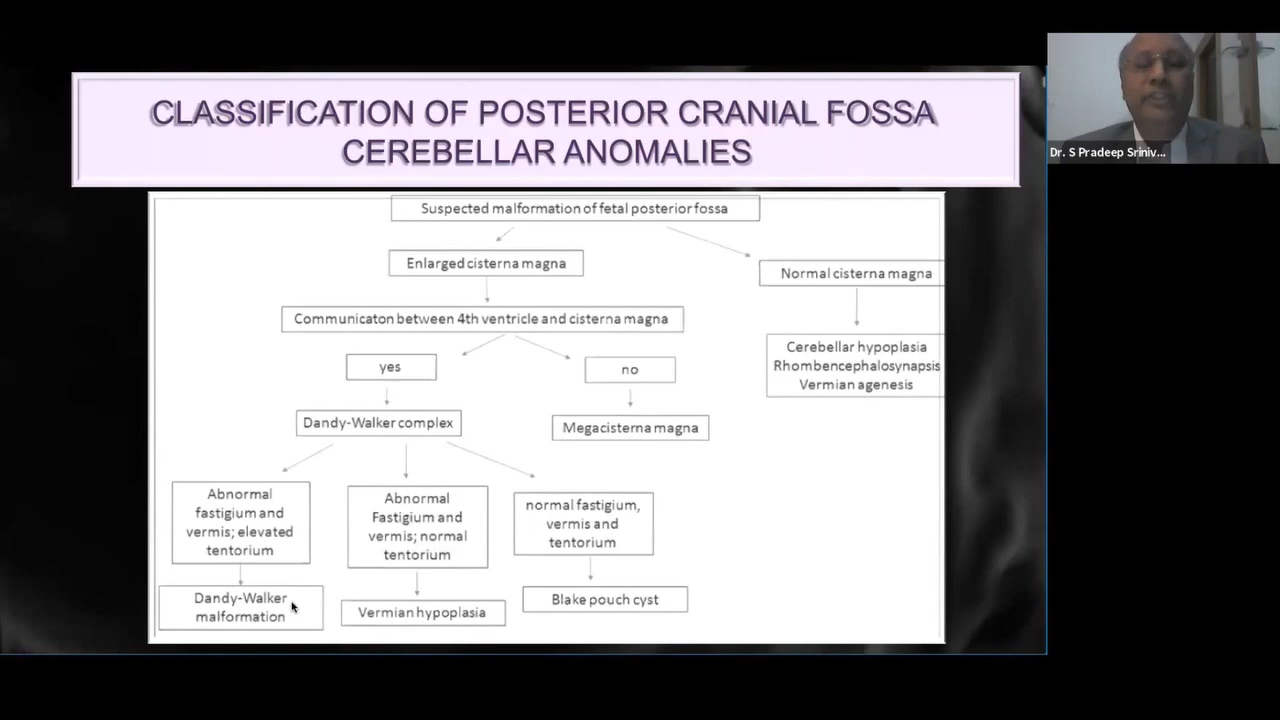 CLASSIFICATION OF POSTERIOR CRANIAL FOSSA
CEREBELLAR ANOMALIES
Dr. S Pradeep Sriniv...
Suspected malformation of fetal posterior fossa
Enlarged cisterna magna
Normal cisterna magna
Communicaton between 4th ventricle and cisterna magna
Cerebellar hypoplasia
Rhombencephalosynapsis
Vermian agenesis
yes
no
Dandy-Walker complex
Megacisterna magna
Abnormal
fastigium and
vermis; elevated
tentorium
Abnormal
Fastigium and
vermis; normal
tentorium
normal fastigium,
vermis and
tentorium
Dandy-Walker
malformation
Vermian hypoplasia
Blake pouch cyst